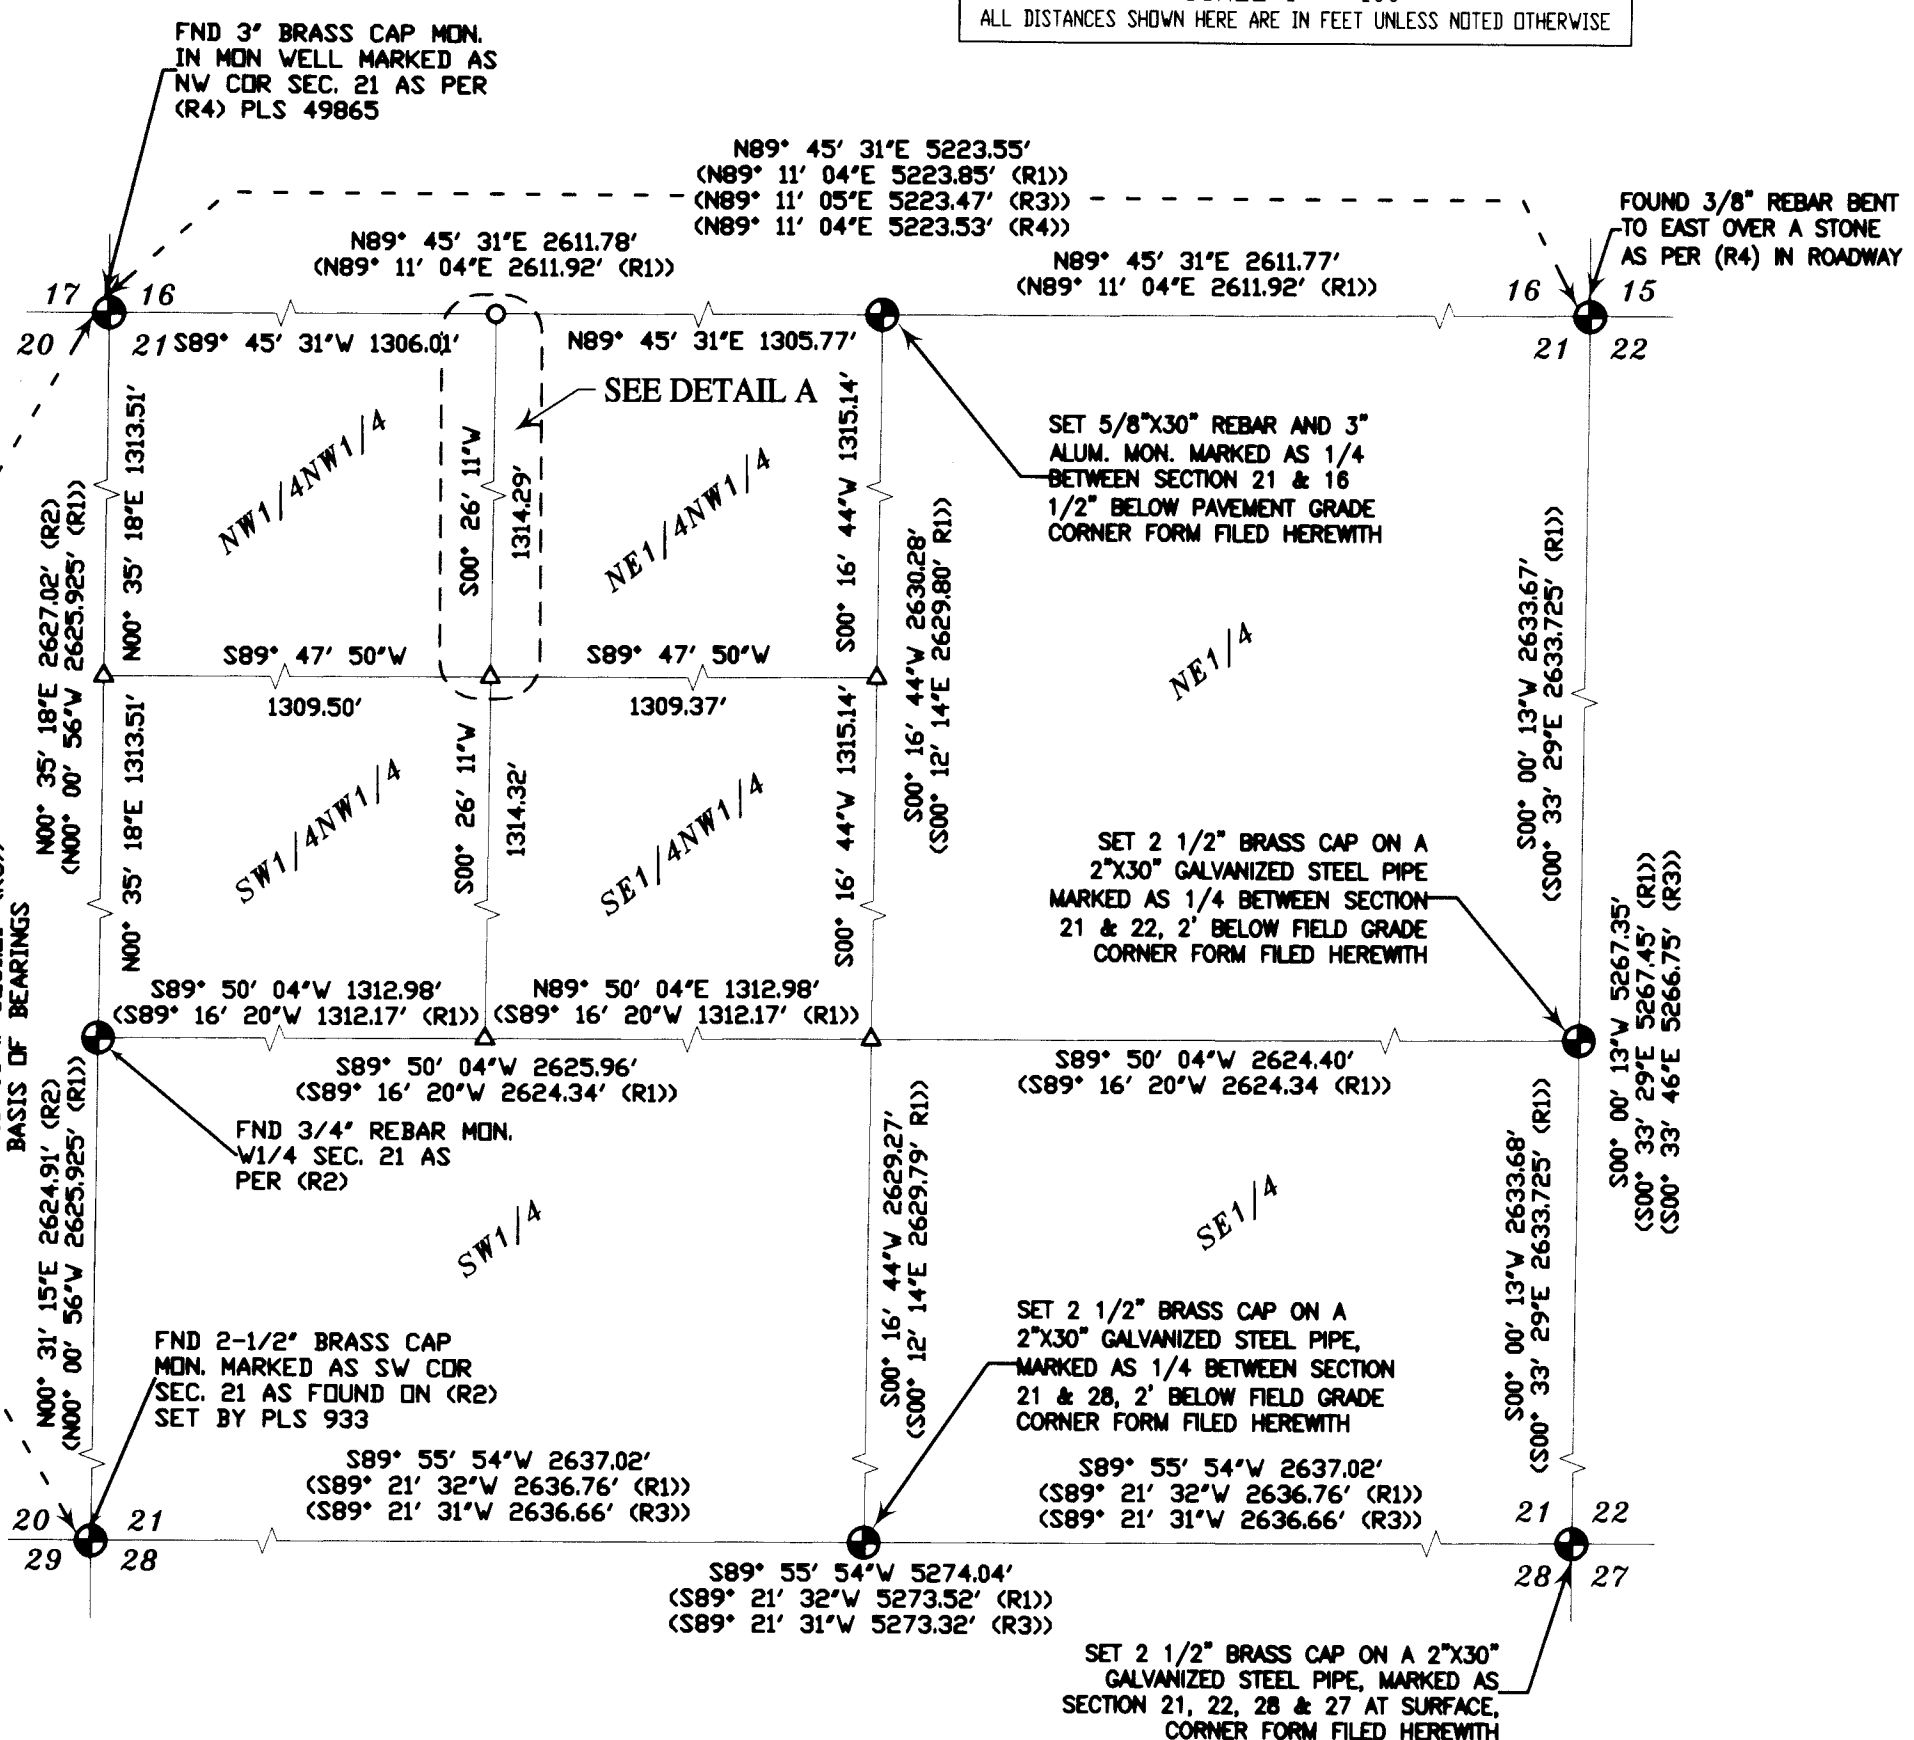 ALL DISTANCES SHOWN HERE ARE IN FEET UNLESS NOTED OTHERWISE
FND 3" BRASS CAP MON.
IN MON WELL MARKED AS
NW COR SEC. 21 AS PER
(R4) PLS 49865
N89° 45' 31"E 5223.55'
(N89° 11' 04"E 5223.85' (R1))
(N89° 11' 05"E 5223.47' (R3))
(N89° 11' 04"E 5223.53' (R4))
FOUND 3/8" REBAR BENT
TO EAST OVER A STONE
AS PER (R4) IN ROADWAY
N89° 45' 31"E 2611.78'
(N89° 11' 04"E 2611.92' (R1))
N89° 45' 31"E 2611.77'
(N89° 11' 04"E 2611.92' (R1))
17 16
20 21
16 15
21 22
S89° 45' 31"W 1306.01'
N89° 45' 31"E 1305.77'
SEE DETAIL A
SET 5/8"X30" REBAR AND 3"
ALUM. MON. MARKED AS 1/4
BETWEEN SECTION 21 & 16
1/2" BELOW PAVEMENT GRADE
CORNER FORM FILED HEREWITH
N00° 35' 18"E 1313.51'
NW1/4NW1/4
S00° 26' 11"W
1314.29'
NE1/4NW1/4
S00° 16' 44"W 1315.14'
N00° 35' 18"E 2627.02' (R2)
(N00° 00' 56"W 2625.925' (R1))
S00° 16' 44"W 2630.28'
(S00° 12' 14"E 2629.80' R1))
NE1/4
S00° 00' 13"W 2633.67'
(S00° 33' 29"E 2633.725' (R1))
S89° 47' 50"W
1309.50'
S89° 47' 50"W
1309.37'
N00° 35' 18"E 1313.51'
SW1/4NW1/4
S00° 26' 11"W
1314.32'
SE1/4NW1/4
S00° 16' 44"W 1315.14'
BASIS OF BEARINGS
SET 2 1/2" BRASS CAP ON A
2"X30" GALVANIZED STEEL PIPE
MARKED AS 1/4 BETWEEN SECTION
21 & 22, 2' BELOW FIELD GRADE
CORNER FORM FILED HEREWITH
S00° 00' 13"W 5267.35'
(S00° 33' 29"E 5267.45' (R1))
(S00° 33' 46"E 5266.75' (R3))
S89° 50' 04"W 1312.98'
(S89° 16' 20"W 1312.17' (R1))
N89° 50' 04"E 1312.98'
(S89° 16' 20"W 1312.17' (R1))
S89° 50' 04"W 2625.96'
(S89° 16' 20"W 2624.34' (R1))
S89° 50' 04"W 2624.40'
(S89° 16' 20"W 2624.34 (R1))
FND 3/4" REBAR MON.
W1/4 SEC. 21 AS
PER (R2)
N00° 31' 15"E 2624.91' (R2)
(N00° 00' 56"W 2625.925' (R1))
SW1/4
S00° 16' 44"W 2629.27'
(S00° 12' 14"E 2629.79' R1))
SE1/4
S00° 00' 13"W 2633.68'
(S00° 33' 29"E 2633.725' (R1))
FND 2-1/2" BRASS CAP
MON. MARKED AS SW COR
SEC. 21 AS FOUND ON (R2)
SET BY PLS 933
SET 2 1/2" BRASS CAP ON A
2"X30" GALVANIZED STEEL PIPE,
MARKED AS 1/4 BETWEEN SECTION
21 & 28, 2' BELOW FIELD GRADE
CORNER FORM FILED HEREWITH
S89° 55' 54"W 2637.02'
(S89° 21' 32"W 2636.76' (R1))
(S89° 21' 31"W 2636.66' (R3))
S89° 55' 54"W 2637.02'
(S89° 21' 32"W 2636.76' (R1))
(S89° 21' 31"W 2636.66' (R3))
20 21
29 28
21 22
28 27
S89° 55' 54"W 5274.04'
(S89° 21' 32"W 5273.52' (R1))
(S89° 21' 31"W 5273.32' (R3))
SET 2 1/2" BRASS CAP ON A 2"X30"
GALVANIZED STEEL PIPE, MARKED AS
SECTION 21, 22, 28 & 27 AT SURFACE,
CORNER FORM FILED HEREWITH